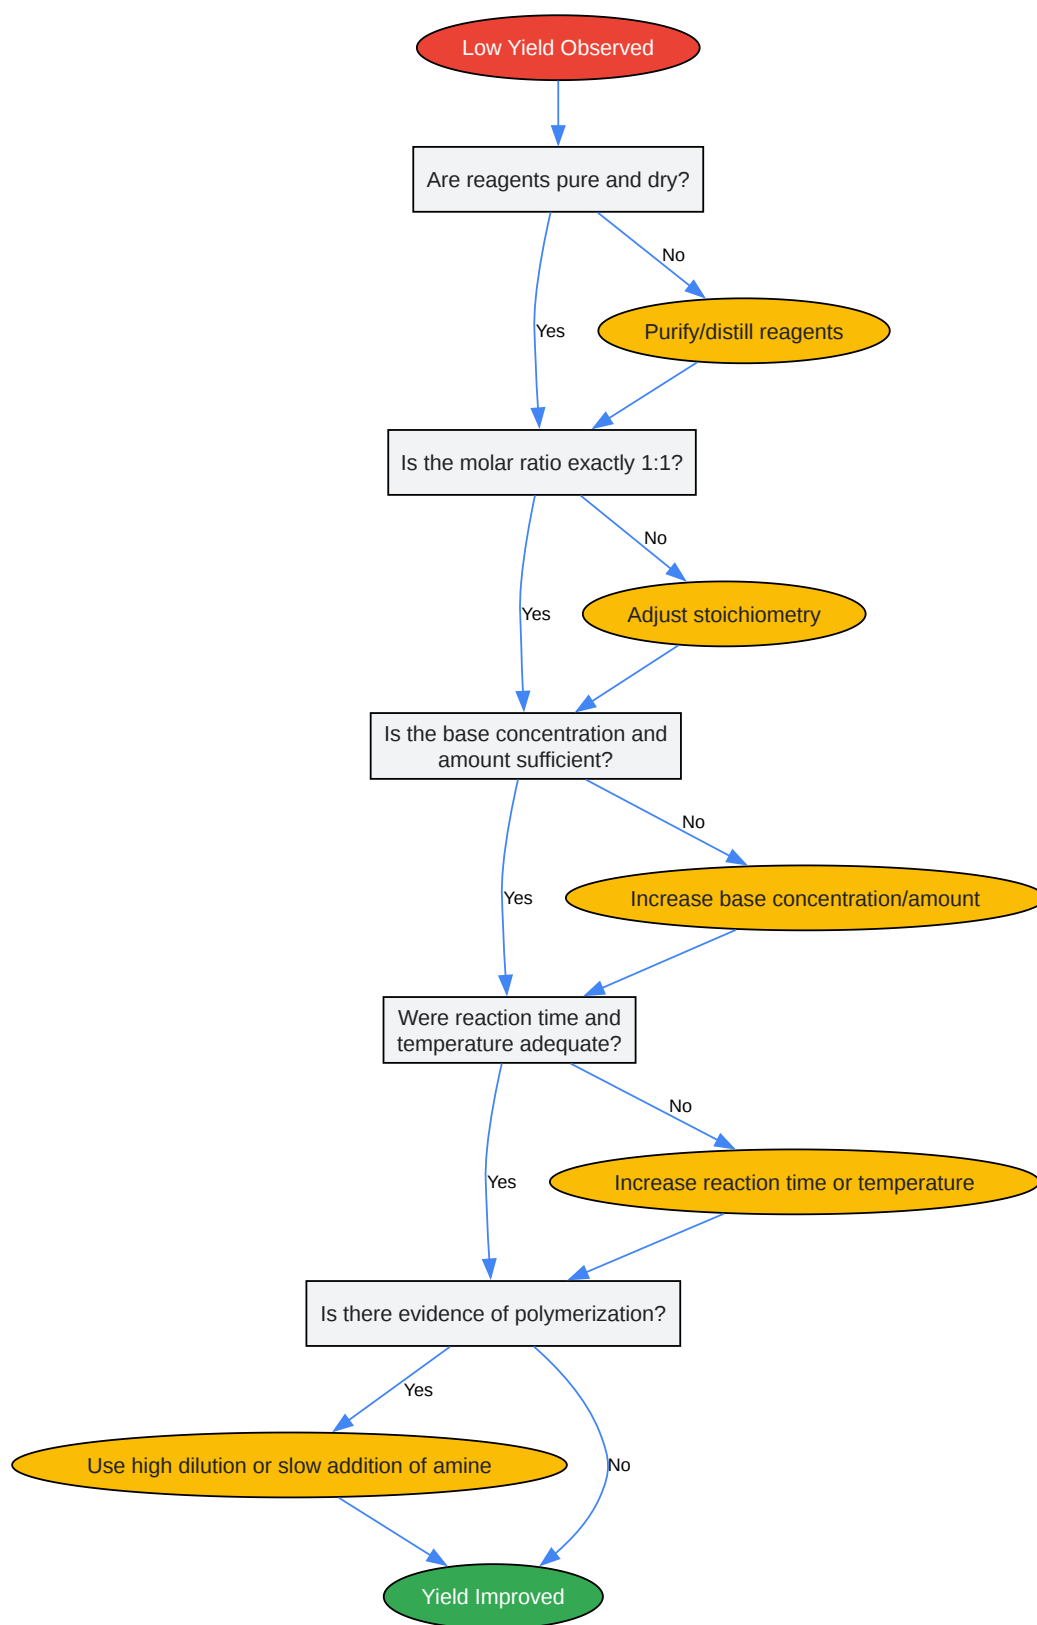 Low Yield Observed
Are reagents pure and dry?
No
Yes
Purify/distill reagents
Is the molar ratio exactly 1:1?
No
Yes
Adjust stoichiometry
Is the base concentration and
amount sufficient?
No
Yes
Increase base concentration/amount
Were reaction time and
temperature adequate?
No
Yes
Increase reaction time or temperature
Is there evidence of polymerization?
Yes
Use high dilution or slow addition of amine
No
Yield Improved